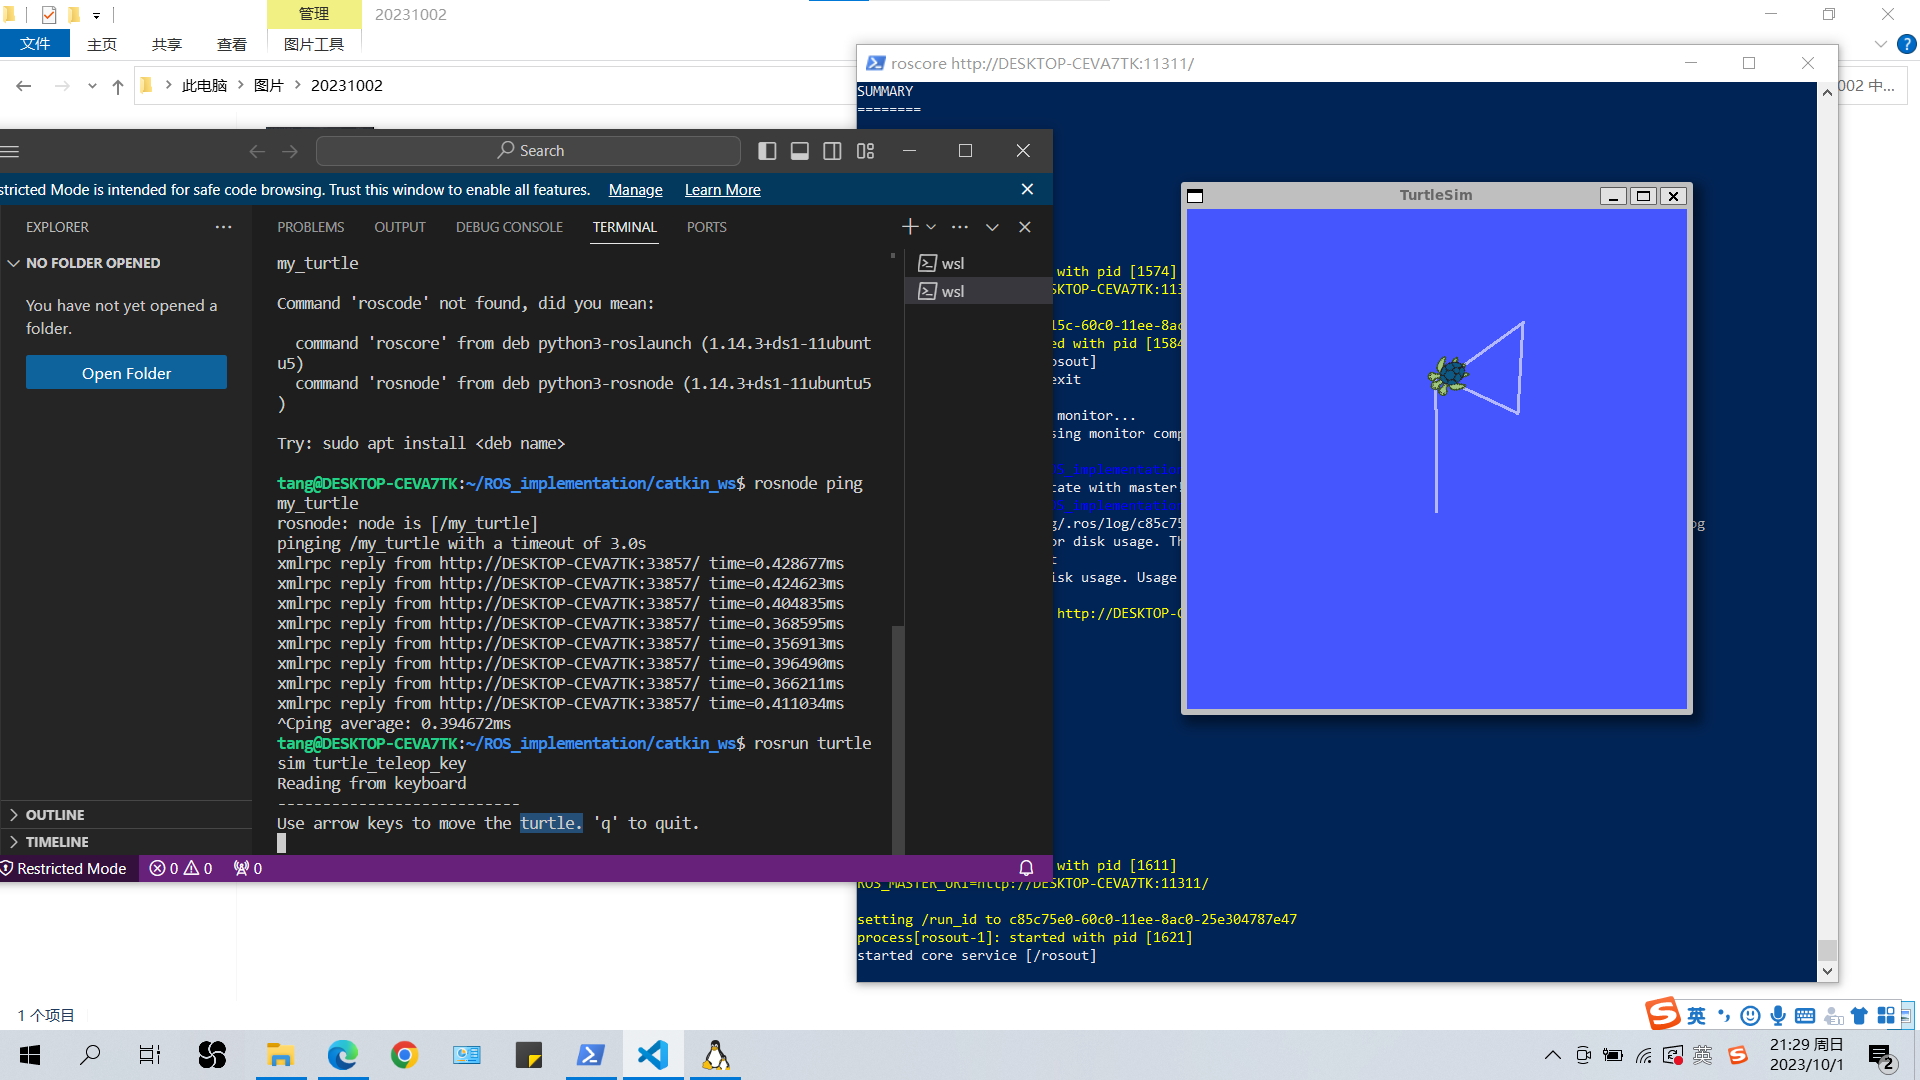 管理
20231002
文件
主页
共享
查看
图片工具
此电脑
图片
20231002
002 中...
roscore http://DESKTOP-CEVA7TK:11311/
SUMMARY
========
Search
stricted Mode is intended for safe code browsing. Trust this window to enable all features. Manage Learn More
EXPLORER
NO FOLDER OPENED
You have not yet opened a
folder.
Open Folder
OUTLINE
TIMELINE
PROBLEMS
OUTPUT
DEBUG CONSOLE
TERMINAL
PORTS
wsl
wsl
my_turtle
Command 'roscode' not found, did you mean:
command 'roscore' from deb python3-roslaunch (1.14.3+ds1-11ubunt
u5)
command 'rosnode' from deb python3-rosnode (1.14.3+ds1-11ubuntu5
)
Try: sudo apt install <deb name>
tang@DESKTOP-CEVA7TK:~/ROS_implementation/catkin_ws$ rosnode ping
my_turtle
rosnode: node is [/my_turtle]
pinging /my_turtle with a timeout of 3.0s
xmlrpc reply from http://DESKTOP-CEVA7TK:33857/ time=0.428677ms
xmlrpc reply from http://DESKTOP-CEVA7TK:33857/ time=0.424623ms
xmlrpc reply from http://DESKTOP-CEVA7TK:33857/ time=0.404835ms
xmlrpc reply from http://DESKTOP-CEVA7TK:33857/ time=0.368595ms
xmlrpc reply from http://DESKTOP-CEVA7TK:33857/ time=0.356913ms
xmlrpc reply from http://DESKTOP-CEVA7TK:33857/ time=0.396490ms
xmlrpc reply from http://DESKTOP-CEVA7TK:33857/ time=0.366211ms
xmlrpc reply from http://DESKTOP-CEVA7TK:33857/ time=0.411034ms
^Cping average: 0.394672ms
tang@DESKTOP-CEVA7TK:~/ROS_implementation/catkin_ws$ rosrun turtle
sim turtle_teleop_key
Reading from keyboard
---------------------------
Use arrow keys to move the turtle. 'q' to quit.
Restricted Mode
0
0
0
TurtleSim
with pid [1574]
SKTOP-CEVA7TK:113
15c-60c0-11ee-8ac
ed with pid [1584
osout]
exit
monitor...
sing monitor comp
OS_implementation
cate with master!
OS_implementation
g/.ros/log/c85c75
og
or disk usage. Th
t
isk usage. Usage
http://DESKTOP-C
with pid [1611]
ROS_MASTER_URI=http://DESKTOP-CEVA7TK:11311/
setting /run_id to c85c75e0-60c0-11ee-8ac0-25e304787e47
process[rosout-1]: started with pid [1621]
started core service [/rosout]
1 个项目
英
英
21:29 周日
2023/10/1
2